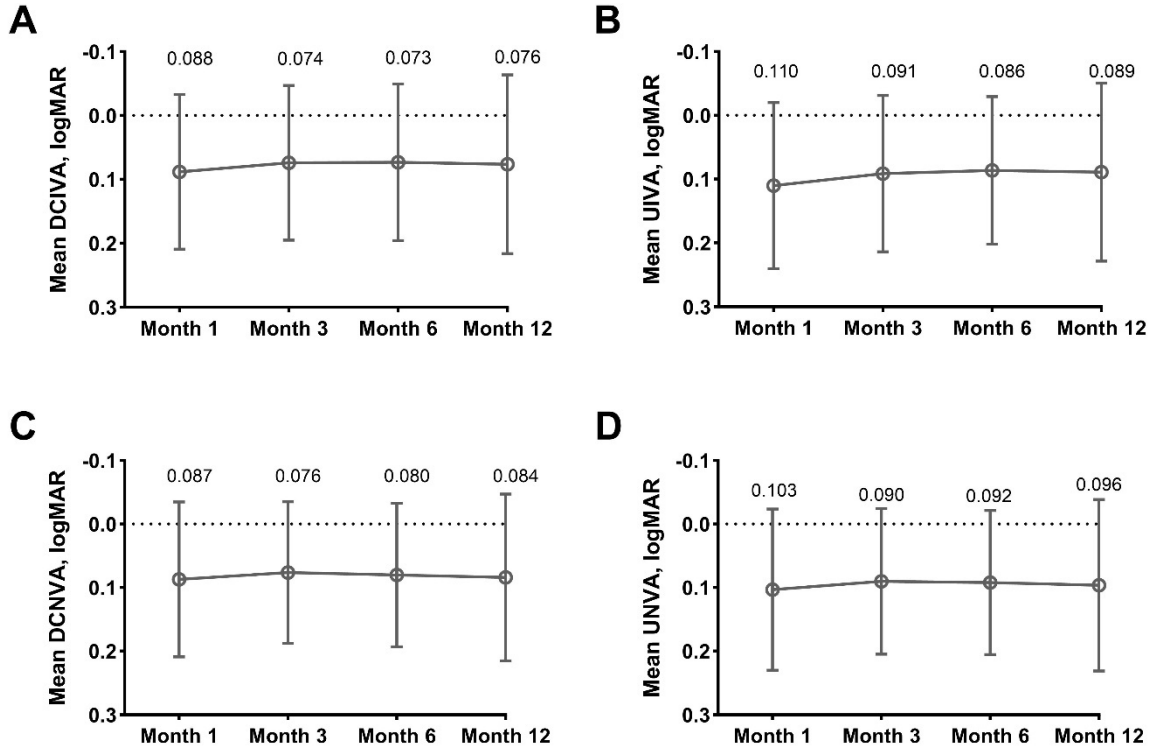 A
Mean DCIVA, logMAR
-0.1
0.0
0.1
0.2
0.3
0.088 0.074 0.073 0.076
Month 1 Month 3 Month 6 Month 12
B
Mean UIVA, logMAR
-0.1
0.0
0.1
0.2
0.3
0.110 0.091 0.086 0.089
Month 1 Month 3 Month 6 Month 12
C
Mean DCNVA, logMAR
-0.1
0.0
0.1
0.2
0.3
0.087 0.076 0.080 0.084
Month 1 Month 3 Month 6 Month 12
D
Mean UNVA, logMAR
-0.1
0.0
0.1
0.2
0.3
0.103 0.090 0.092 0.096
Month 1 Month 3 Month 6 Month 12